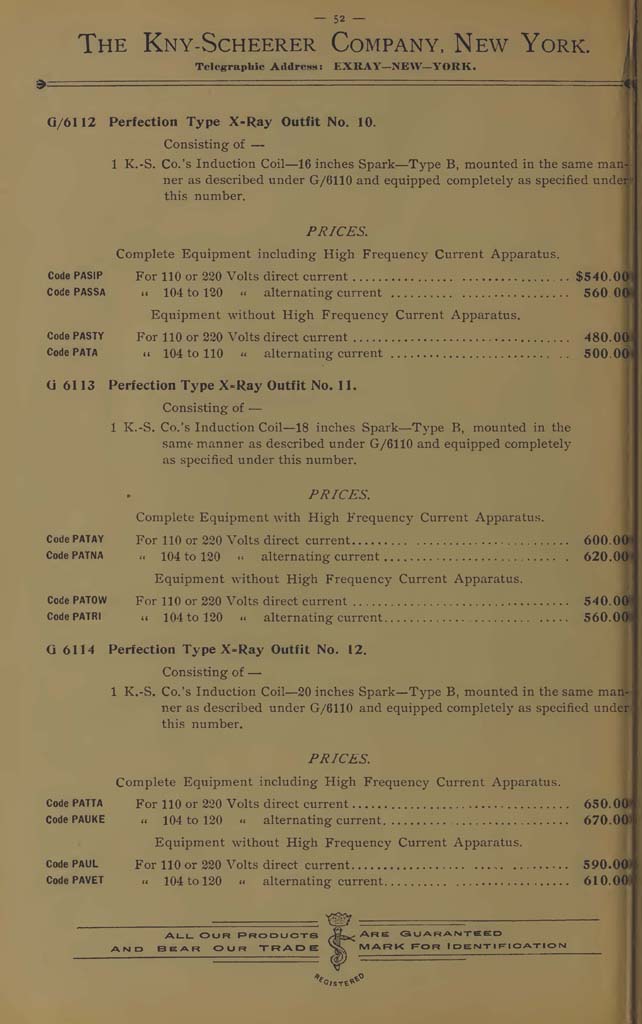 — 52 —
THE KNY-SCHEERER COMPANY, NEW YORK.
Telegraphic Address: EXRAY—NEW—YORK.
G/6112 Perfection Type X-Ray Outfit No. 10.
Consisting of —
1 K.-S. Co.'s Induction Coil—16 inches Spark—Type B, mounted in the same man-
ner as described under G/6110 and equipped completely as specified under
this number.
PRICES.
Complete Equipment including High Frequency Current Apparatus.
Code PASIP For 110 or 220 Volts direct current .......... $540.00
Code PASSA “ 104 to 120 “ alternating current .......... 560 00
Equipment without High Frequency Current Apparatus.
Code PASTY For 110 or 220 Volts direct current .......... 480.00
Code PATA “ 104 to 110 “ alternating current .......... 500.00
G 6113 Perfection Type X-Ray Outfit No. 11.
Consisting of —
1 K.-S. Co.'s Induction Coil—18 inches Spark—Type B, mounted in the
same manner as described under G/6110 and equipped completely
as specified under this number.
PRICES.
Complete Equipment with High Frequency Current Apparatus.
Code PATAY For 110 or 220 Volts direct current.......... 600.00
Code PATNA “ 104 to 120 “ alternating current .......... 620.00
Equipment without High Frequency Current Apparatus.
Code PATOW For 110 or 220 Volts direct current .......... 540.00
Code PATRI “ 104 to 120 “ alternating current.......... 560.00
G 6114 Perfection Type X-Ray Outfit No. 12.
Consisting of —
1 K.-S. Co.'s Induction Coil—20 inches Spark—Type B, mounted in the same man-
ner as described under G/6110 and equipped completely as specified under
this number.
PRICES.
Complete Equipment including High Frequency Current Apparatus.
Code PATTA For 110 or 220 Volts direct current.......... 650.00
Code PAUKE “ 104 to 120 “ alternating current.......... 670.00
Equipment without High Frequency Current Apparatus.
Code PAUL For 110 or 220 Volts direct current.......... 590.00
Code PAVET “ 104 to 120 “ alternating current.......... 610.00
ALL OUR PRODUCTS ARE GUARANTEED
AND BEAR OUR TRADE MARK FOR IDENTIFICATION
REGISTERED